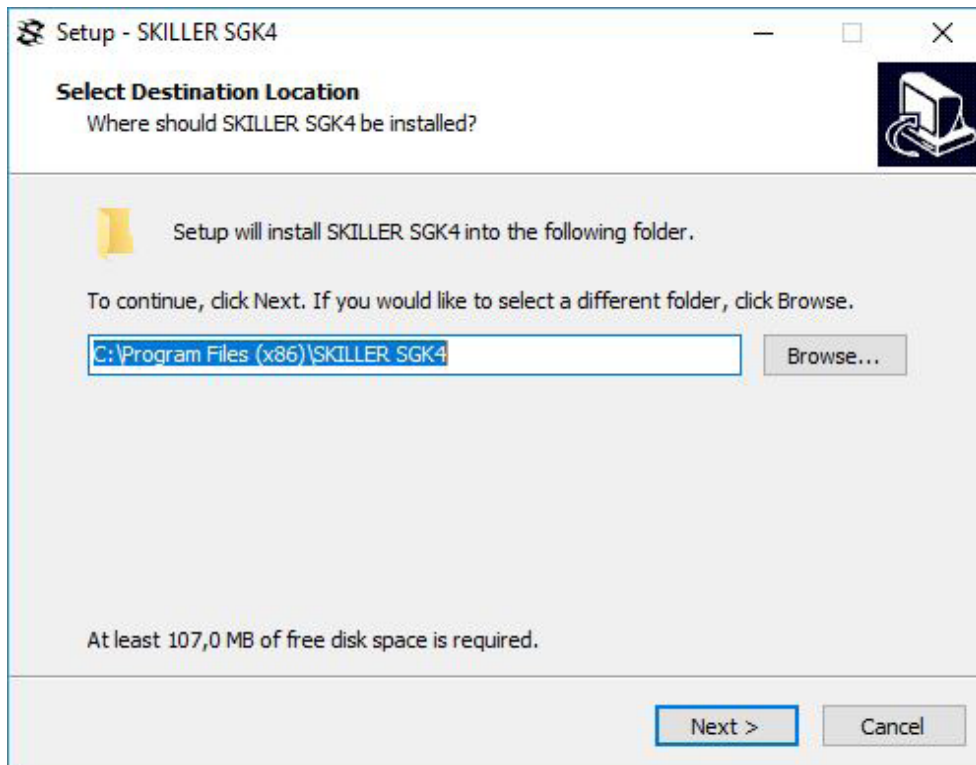 Setup - SKILLER SGK4
Select Destination Location
Where should SKILLER SGK4 be installed?
Setup will install SKILLER SGK4 into the following folder.
To continue, click Next. If you would like to select a different folder, click Browse.
C:\Program Files (x86)\SKILLER SGK4
Browse...
At least 107,0 MB of free disk space is required.
Next >
Cancel